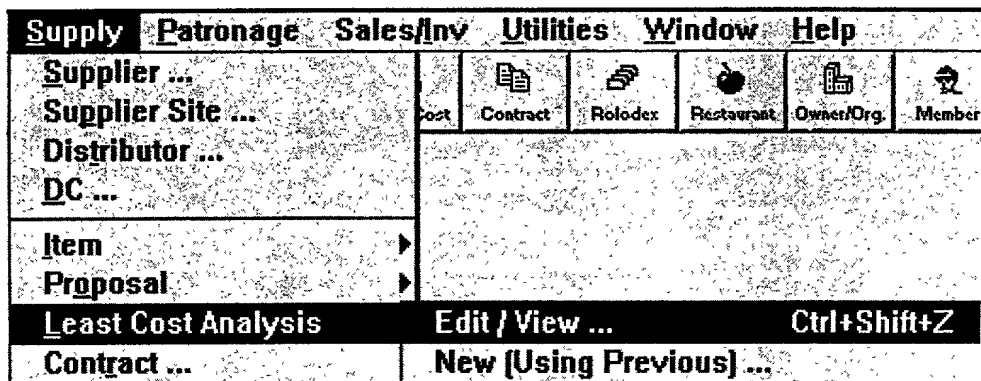 Supply Patronage Sales/Inv Utilities Window Help
Supplier ...
Supplier Site ...
Cost Contract Rolodex Restaurant Owner/Org. Member
Distributor ...
DC ...
Item
Proposal
Least Cost Analysis Edit / View ... Ctrl+Shift+Z
Contract ... New (Using Previous) ...